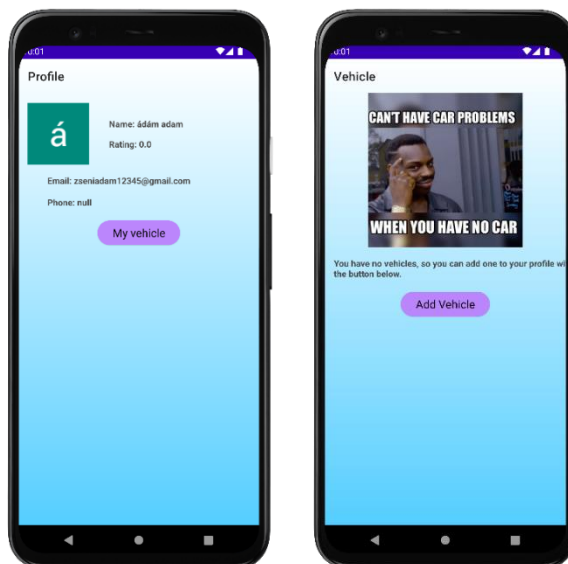 0:01
Profile
á
Name: ádám adam
Rating: 0.0
Email: zseniadam12345@gmail.com
Phone: null
My vehicle
0:01
Vehicle
CAN'T HAVE CAR PROBLEMS
WHEN YOU HAVE NO CAR
You have no vehicles, so you can add one to your profile wi
the button below.
Add Vehicle